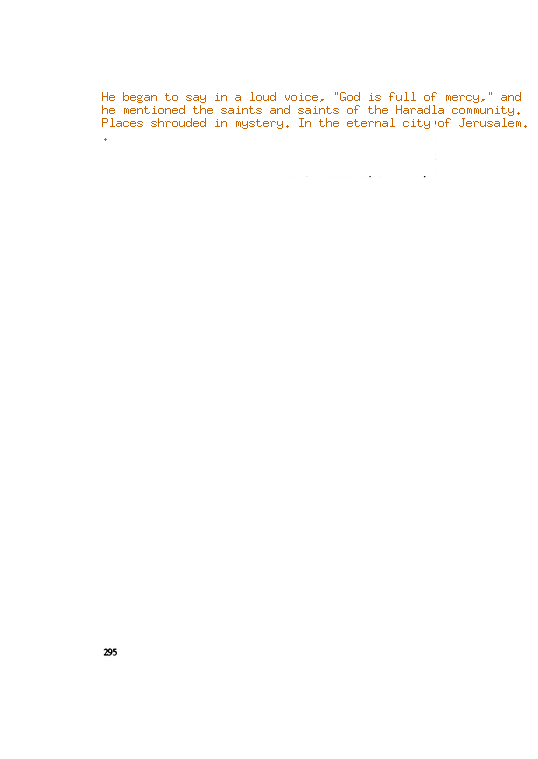 He began to say in a loud voice, "God is full of mercy," and
he mentioned the saints and saints of the Haradla community.
Places shrouded in mystery. In the eternal city of Jerusalem.
295